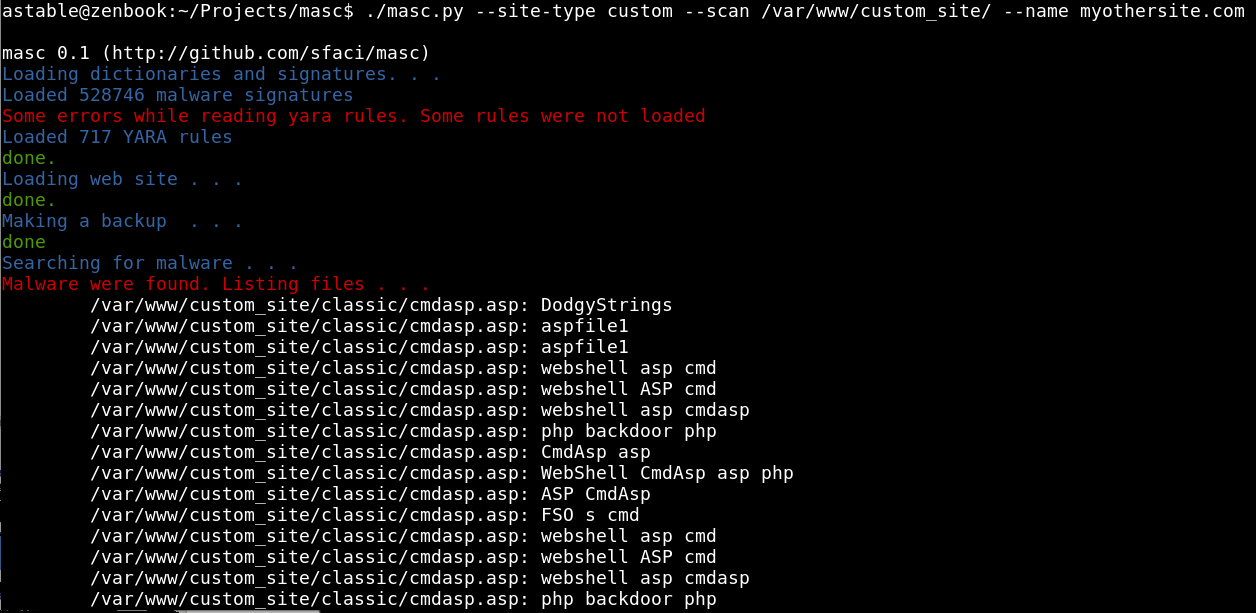 astable@zenbook:~/Projects/masc$ ./masc.py --site-type custom --scan /var/www/custom_site/ --name myothersite.com
masc 0.1 (http://github.com/sfaci/masc)
Loading dictionaries and signatures. . .
Loaded 528746 malware signatures
Some errors while reading yara rules. Some rules were not loaded
Loaded 717 YARA rules
done.
Loading web site . . .
done.
Making a backup  . . .
done
Searching for malware . . .
Malware were found. Listing files . . .
/var/www/custom_site/classic/cmdasp.asp: DodgyStrings
/var/www/custom_site/classic/cmdasp.asp: aspfile1
/var/www/custom_site/classic/cmdasp.asp: aspfile1
/var/www/custom_site/classic/cmdasp.asp: webshell asp cmd
/var/www/custom_site/classic/cmdasp.asp: webshell ASP cmd
/var/www/custom_site/classic/cmdasp.asp: webshell asp cmdasp
/var/www/custom_site/classic/cmdasp.asp: php backdoor php
/var/www/custom_site/classic/cmdasp.asp: CmdAsp asp
/var/www/custom_site/classic/cmdasp.asp: WebShell CmdAsp asp php
/var/www/custom_site/classic/cmdasp.asp: ASP CmdAsp
/var/www/custom_site/classic/cmdasp.asp: FSO s cmd
/var/www/custom_site/classic/cmdasp.asp: webshell asp cmd
/var/www/custom_site/classic/cmdasp.asp: webshell ASP cmd
/var/www/custom_site/classic/cmdasp.asp: webshell asp cmdasp
/var/www/custom_site/classic/cmdasp.asp: php backdoor php